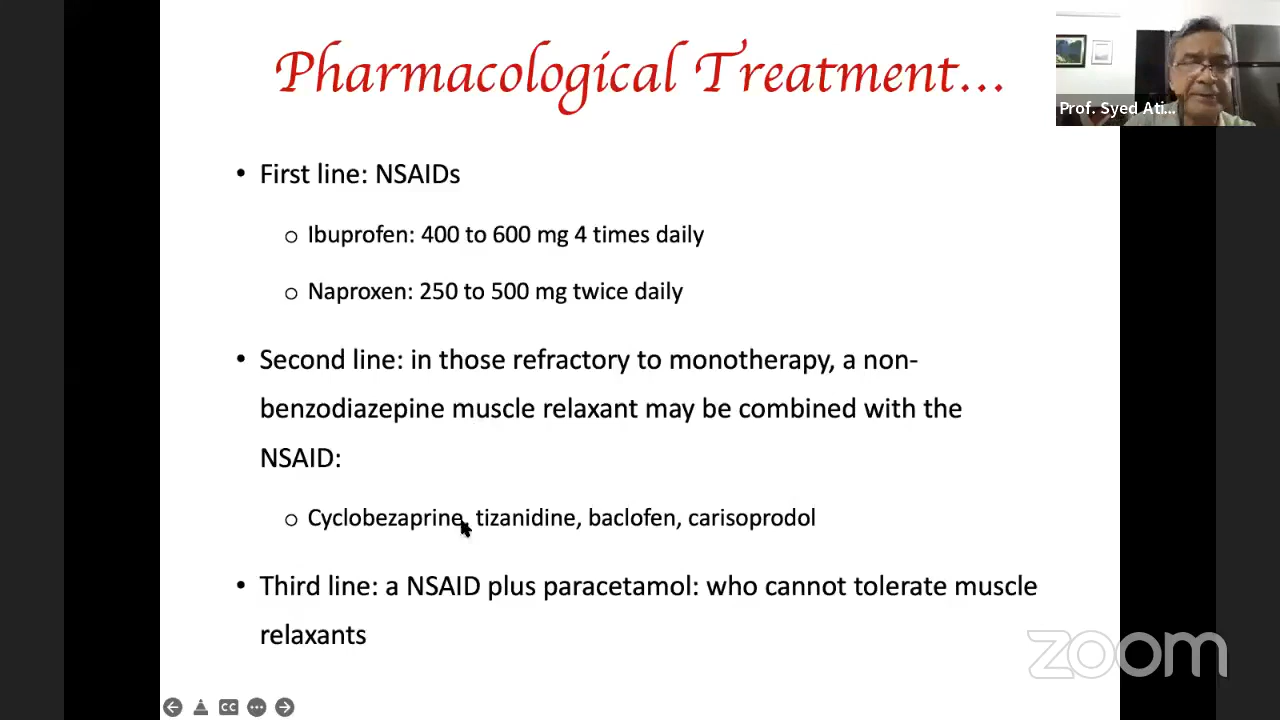 Pharmacological Treatment...
Prof. Syed Ati...
• First line: NSAIDs
o Ibuprofen: 400 to 600 mg 4 times daily
o Naproxen: 250 to 500 mg twice daily
• Second line: in those refractory to monotherapy, a non-
benzodiazepine muscle relaxant may be combined with the
NSAID:
o Cyclobezaprine, tizanidine, baclofen, carisoprodol
• Third line: a NSAID plus paracetamol: who cannot tolerate muscle
relaxants
zoom
CC